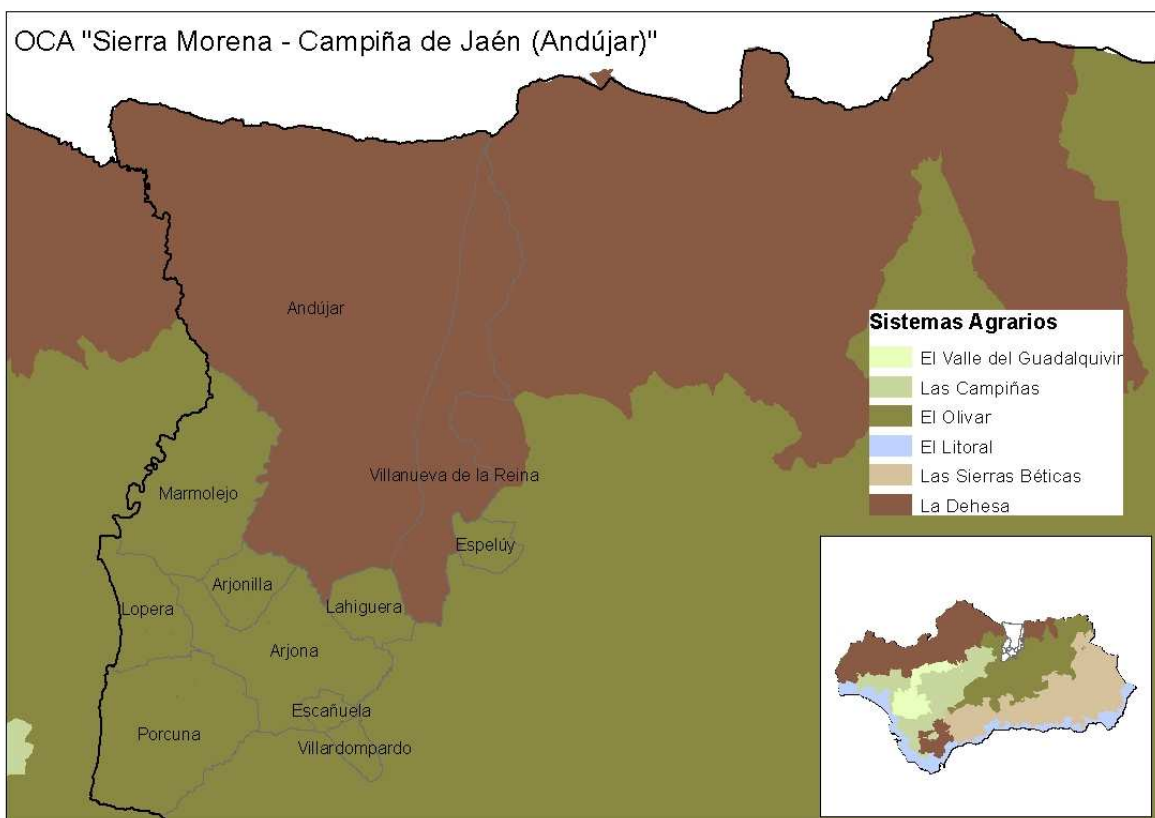 OCA "Sierra Morena - Campiña de Jaén (Andújar)"
Andújar
Sistemas Agrarios
El Valle del Guadalquivir
Las Campiñas
El Olivar
El Litoral
Las Sierras Béticas
La Dehesa
Villanueva de la Reina
Marmolejo
Espelúy
Arjonilla
Lopera
Lahiguera
Arjona
Escañuela
Porcuna
Villardompardo